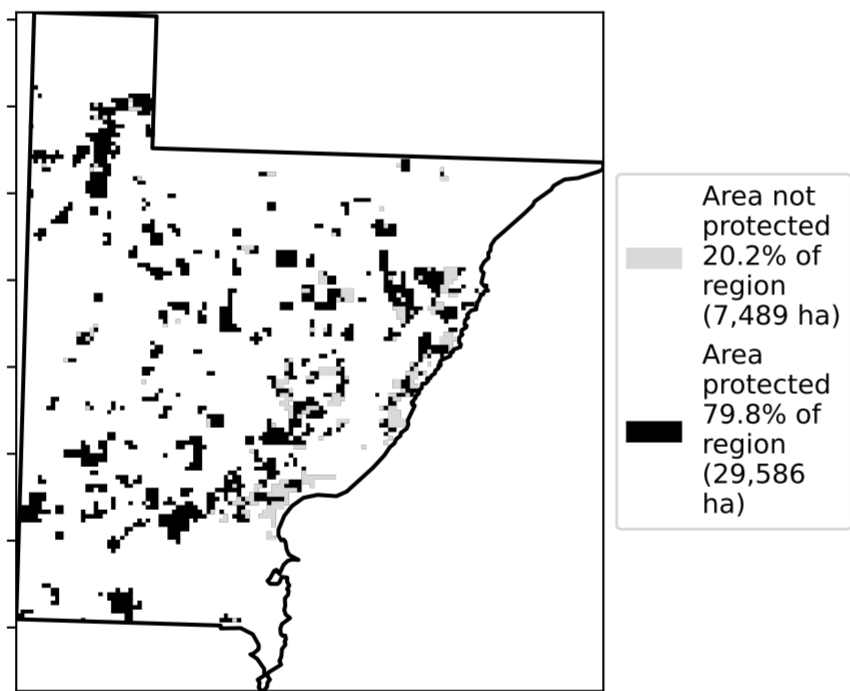 Area not
protected
20.2% of
region
(7,489 ha)
Area
protected
79.8% of
region
(29,586
ha)